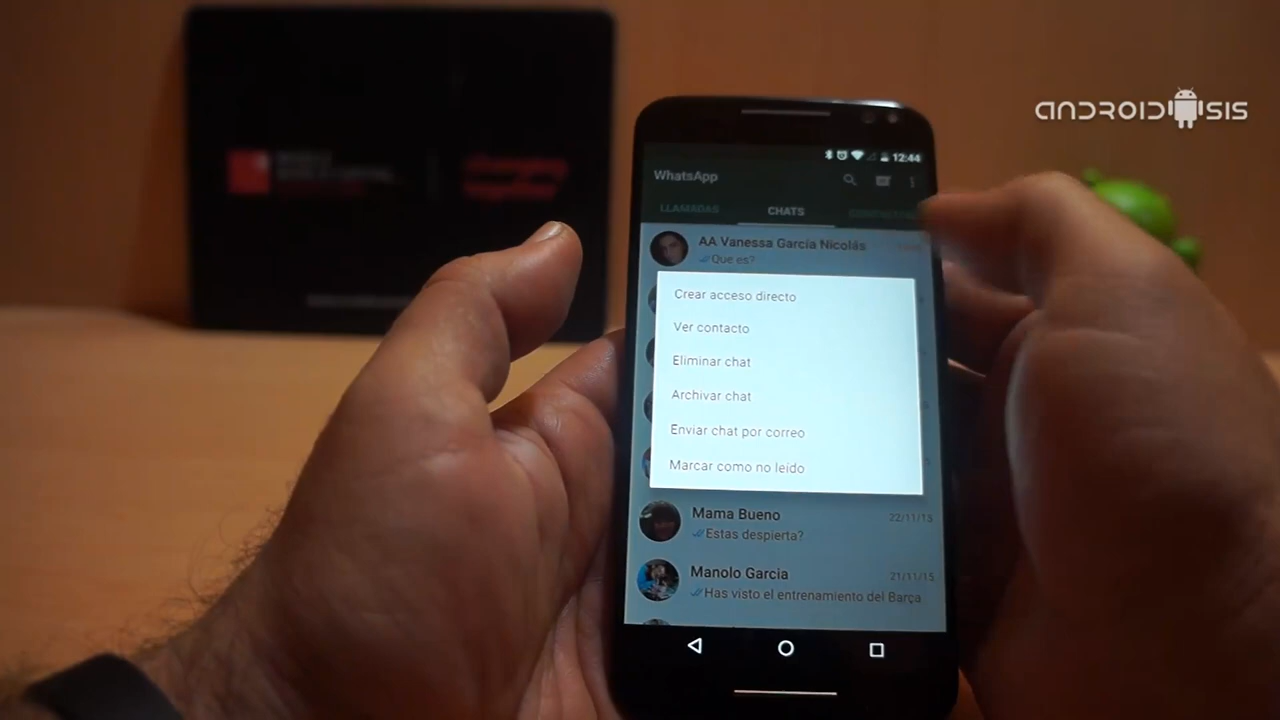 ANDROIDSIS
12:44
WhatsApp
LLAMADAS
CHATS
AA Vanessa García Nicolás
Que es?
Crear acceso directo
Ver contacto
Eliminar chat
Archivar chat
Enviar chat por correo
Marcar como no leído
Mama Bueno
22/11/15
Estas despierta?
Manolo Garcia
21/11/15
Has visto el entrenamiento del Barça